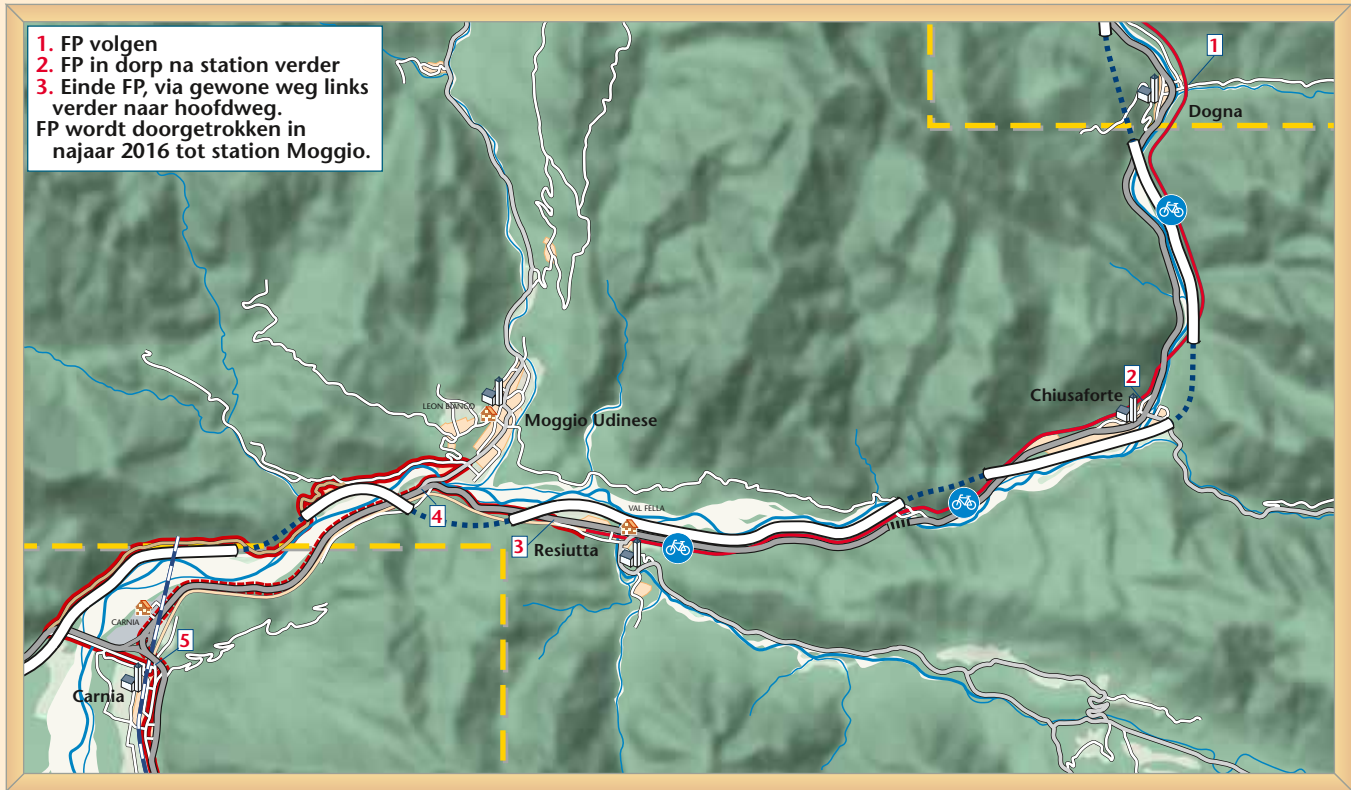 1. FP volgen
2. FP in dorp na station verder
3. Einde FP, via gewone weg links
verder naar hoofdweg.
FP wordt doorgetrokken in
najaar 2016 tot station Moggio.
1
Dogna
2
Chiusaforte
LEON BIANCO
Moggio Udinese
4
VAL FELLA
3
Resiutta
CARNIA
5
Carnia